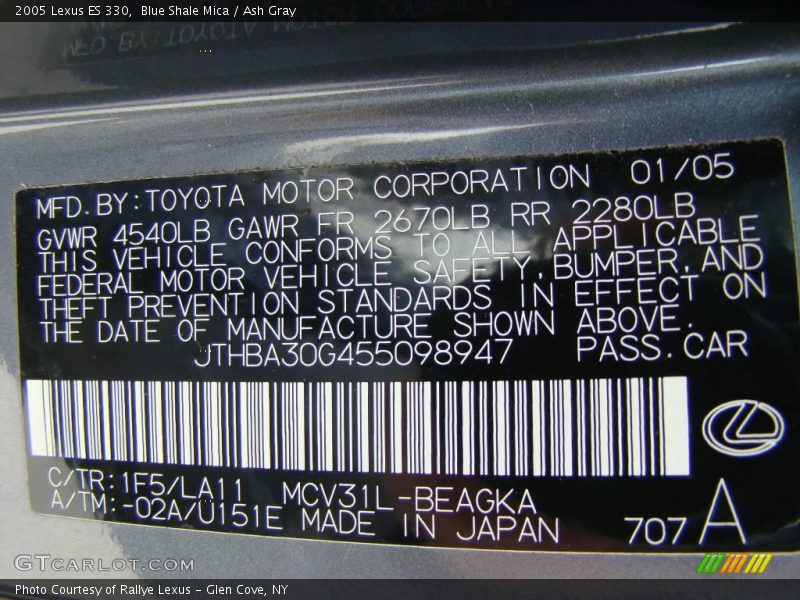 2005 Lexus ES 330, Blue Shale Mica / Ash Gray
MFD. BY: TOYOTA MOTOR CORPORATION 01/05
GVWR 4540LB GAWR FR 2670LB RR 2280LB
THIS VEHICLE CONFORMS TO ALL APPLICABLE
FEDERAL MOTOR VEHICLE SAFETY, BUMPER, AND
THEFT PREVENTION STANDARDS IN EFFECT ON
THE DATE OF MANUFACTURE SHOWN ABOVE.
JTHBA30G455098947 PASS. CAR
C/TR: 1F5/LA11 MCV31L-BEAGKA
A/TM: -02A/U151E MADE IN JAPAN 707 A
GTCARLOT.COM
Photo Courtesy of Rallye Lexus - Glen Cove, NY